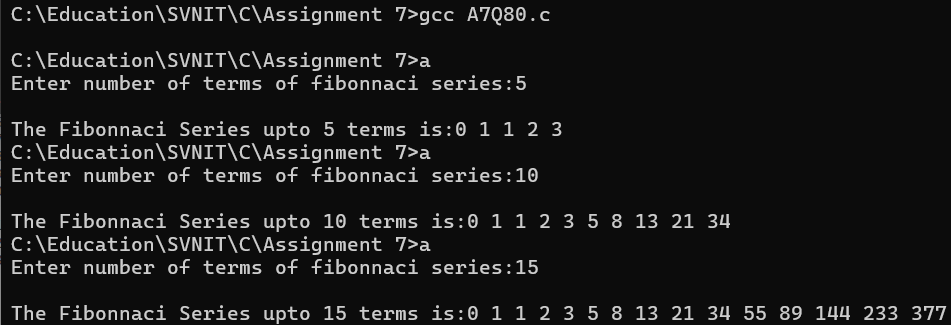 C:\Education\SVNIT\C\Assignment 7>gcc A7Q80.c
C:\Education\SVNIT\C\Assignment 7>a
Enter number of terms of fibonnaci series:5
The Fibonnaci Series upto 5 terms is:0 1 1 2 3
C:\Education\SVNIT\C\Assignment 7>a
Enter number of terms of fibonnaci series:10
The Fibonnaci Series upto 10 terms is:0 1 1 2 3 5 8 13 21 34
C:\Education\SVNIT\C\Assignment 7>a
Enter number of terms of fibonnaci series:15
The Fibonnaci Series upto 15 terms is:0 1 1 2 3 5 8 13 21 34 55 89 144 233 377